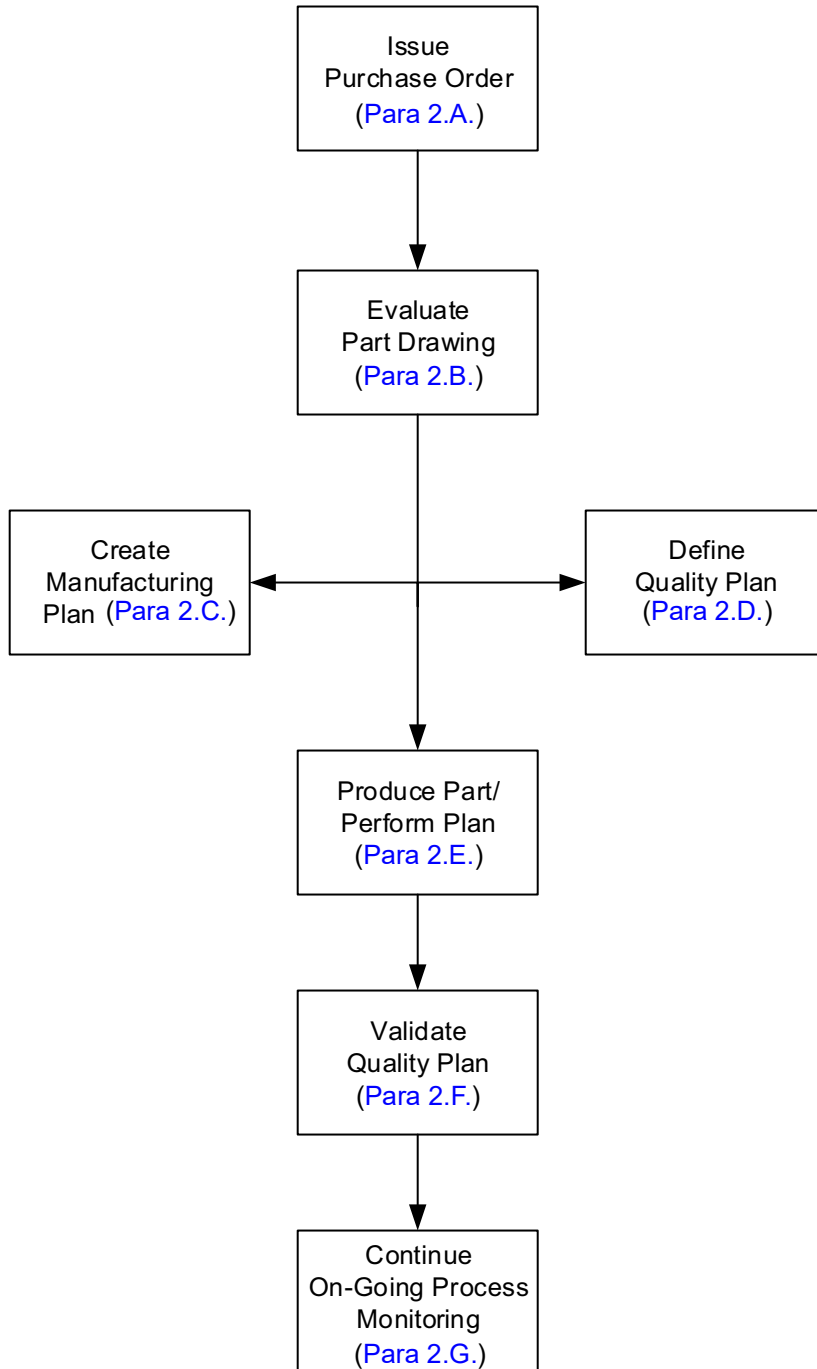 Issue
Purchase Order
(Para 2.A.)
Evaluate
Part Drawing
(Para 2.B.)
Create
Manufacturing
Plan (Para 2.C.)
Define
Quality Plan
(Para 2.D.)
Produce Part/
Perform Plan
(Para 2.E.)
Validate
Quality Plan
(Para 2.F.)
Continue
On-Going Process
Monitoring
(Para 2.G.)